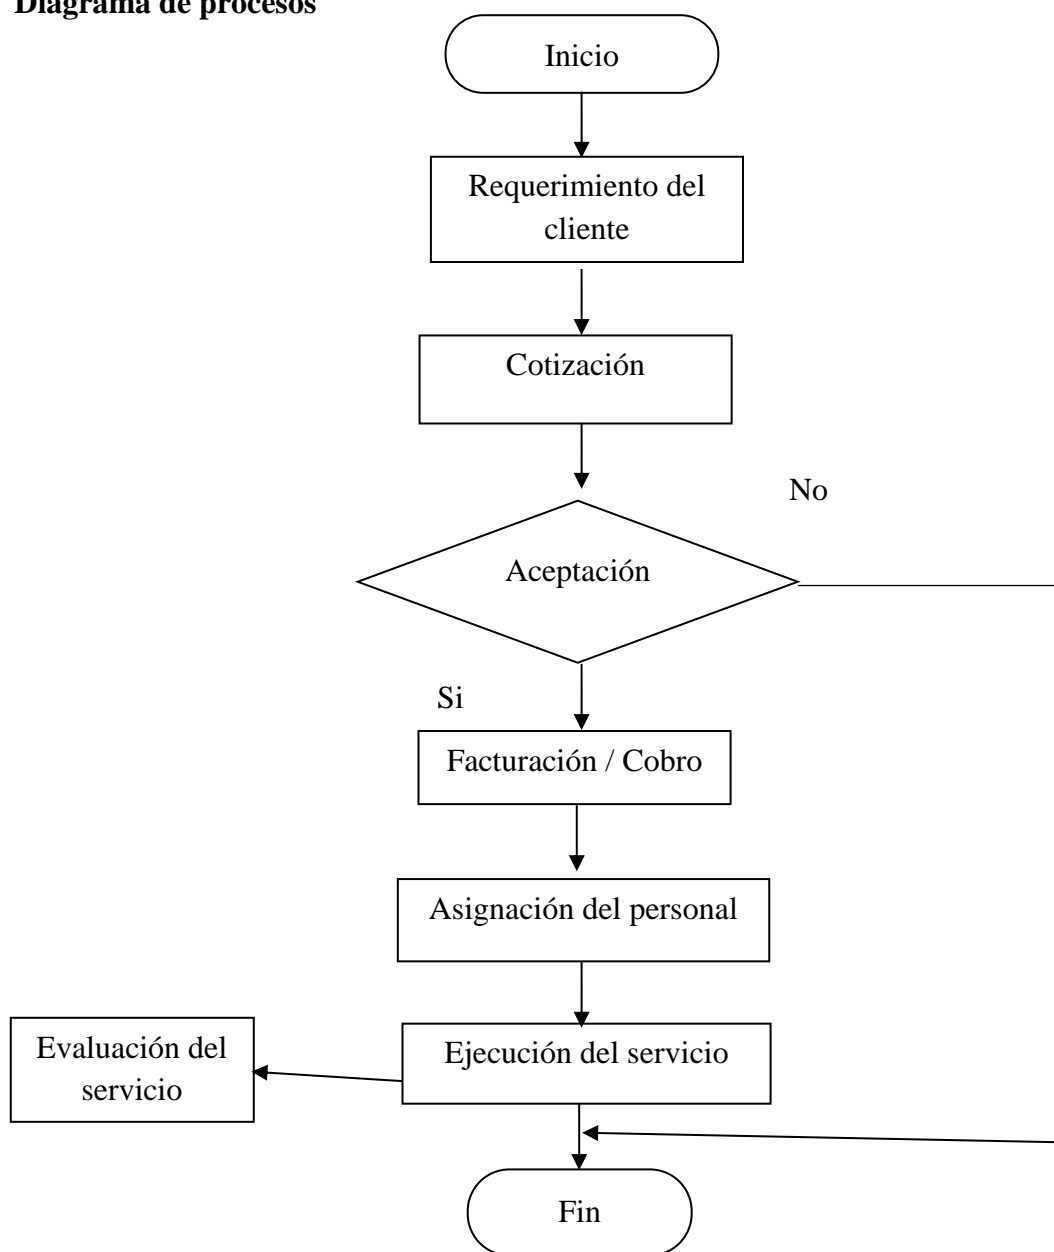 Diagrama de procesos
Inicio
Requerimiento del
cliente
Cotización
No
Aceptación
Si
Facturación / Cobro
Asignación del personal
Evaluación del
servicio
Ejecución del servicio
Fin